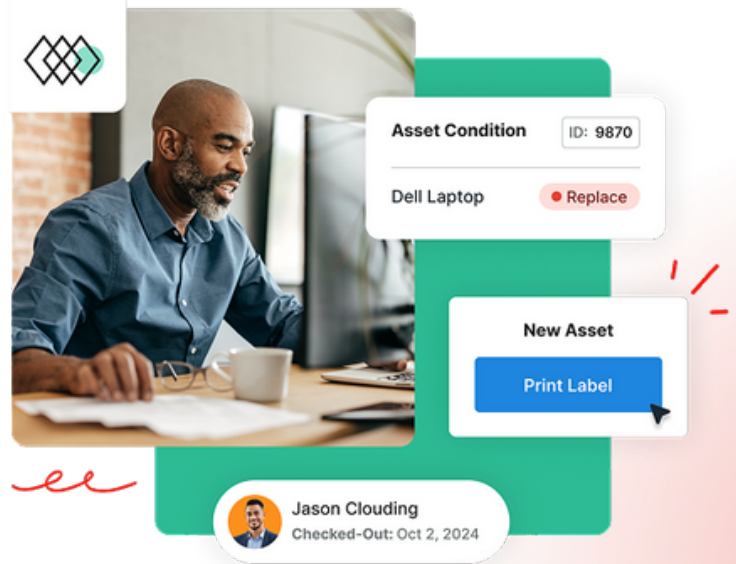 Asset Condition ID: 9870
Dell Laptop Replace
New Asset
Print Label
Jason Clouding
Checked-Out: Oct 2, 2024